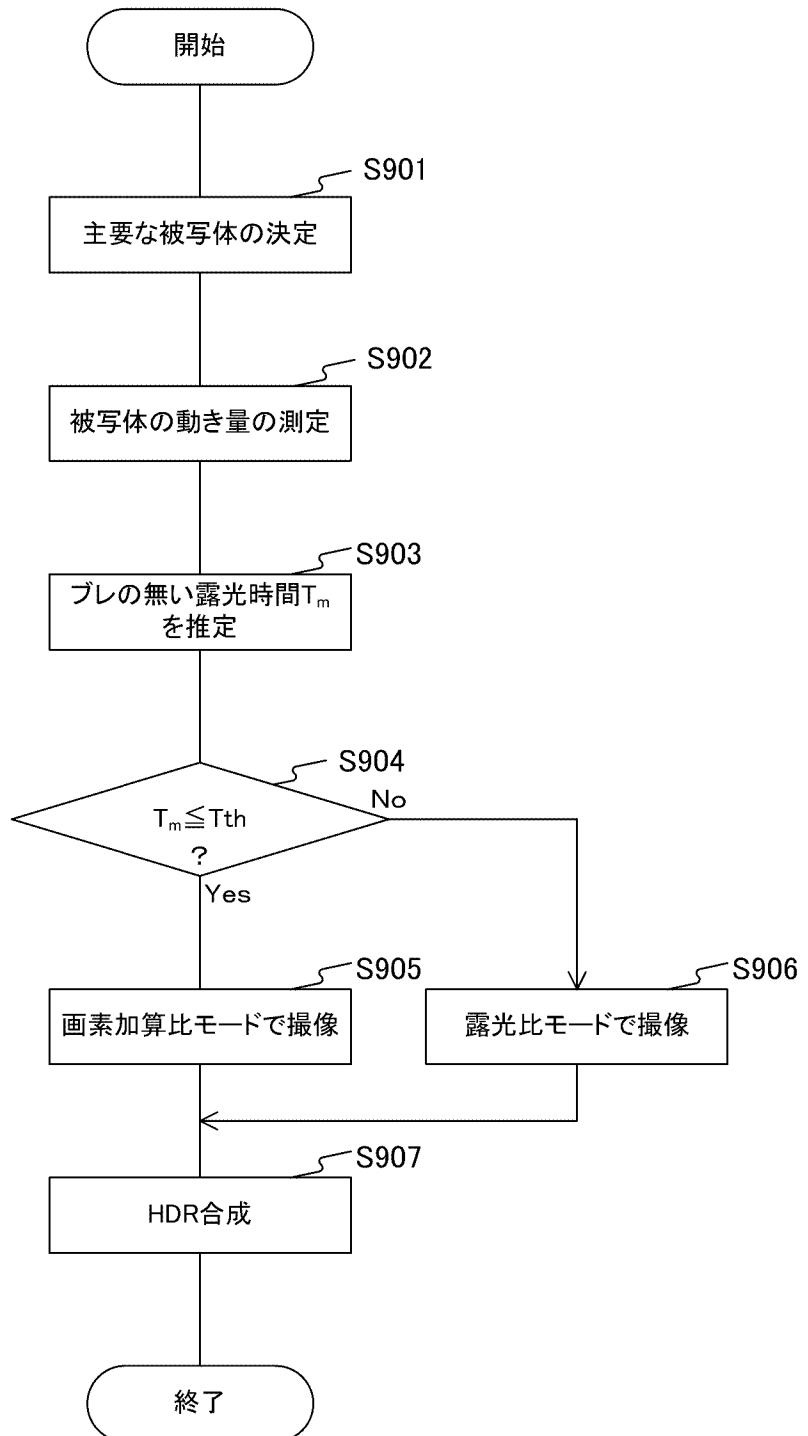 開始
S901
主要な被写体の決定
S902
被写体の動き量の測定
S903
ブレの無い露光時間Tm
を推定
S904
Tm≦Tth
?
No
Yes
S905
画素加算比モードで撮像
S906
露光比モードで撮像
S907
HDR合成
終了